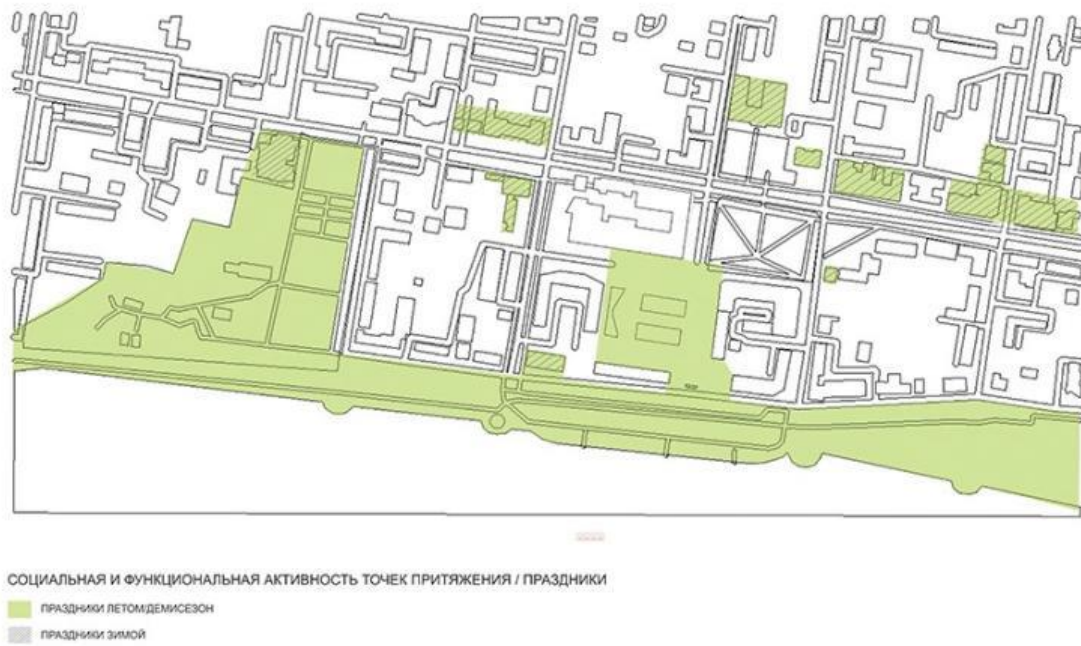 СОЦИАЛЬНАЯ И ФУНКЦИОНАЛЬНАЯ АКТИВНОСТЬ ТОЧЕК ПРИТЯЖЕНИЯ / ПРАЗДНИКИ
ПРАЗДНИКИ ЛЕТОМ/ДЕМИСЕЗОН
ПРАЗДНИКИ ЗИМОЙ